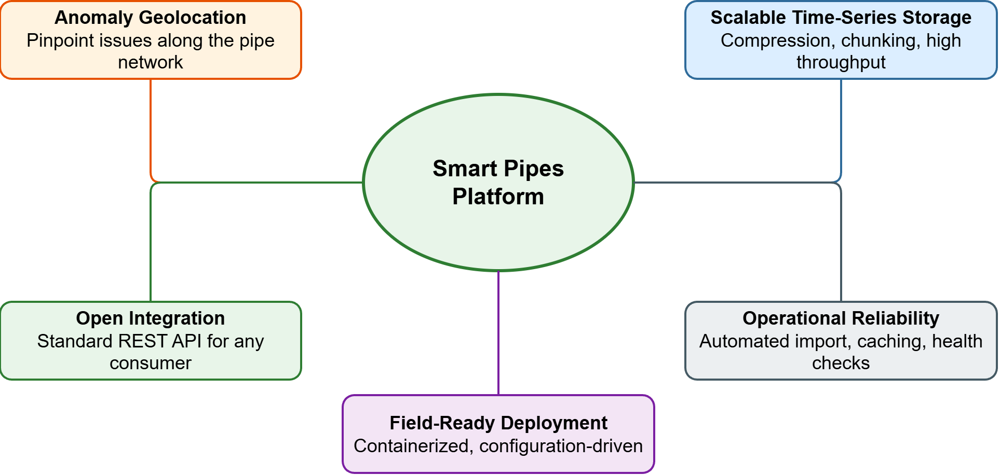 Anomaly Geolocation
Pinpoint issues along the pipe
network
Scalable Time-Series Storage
Compression, chunking, high
throughput
Smart Pipes
Platform
Open Integration
Standard REST API for any
consumer
Operational Reliability
Automated import, caching, health
checks
Field-Ready Deployment
Containerized, configuration-driven